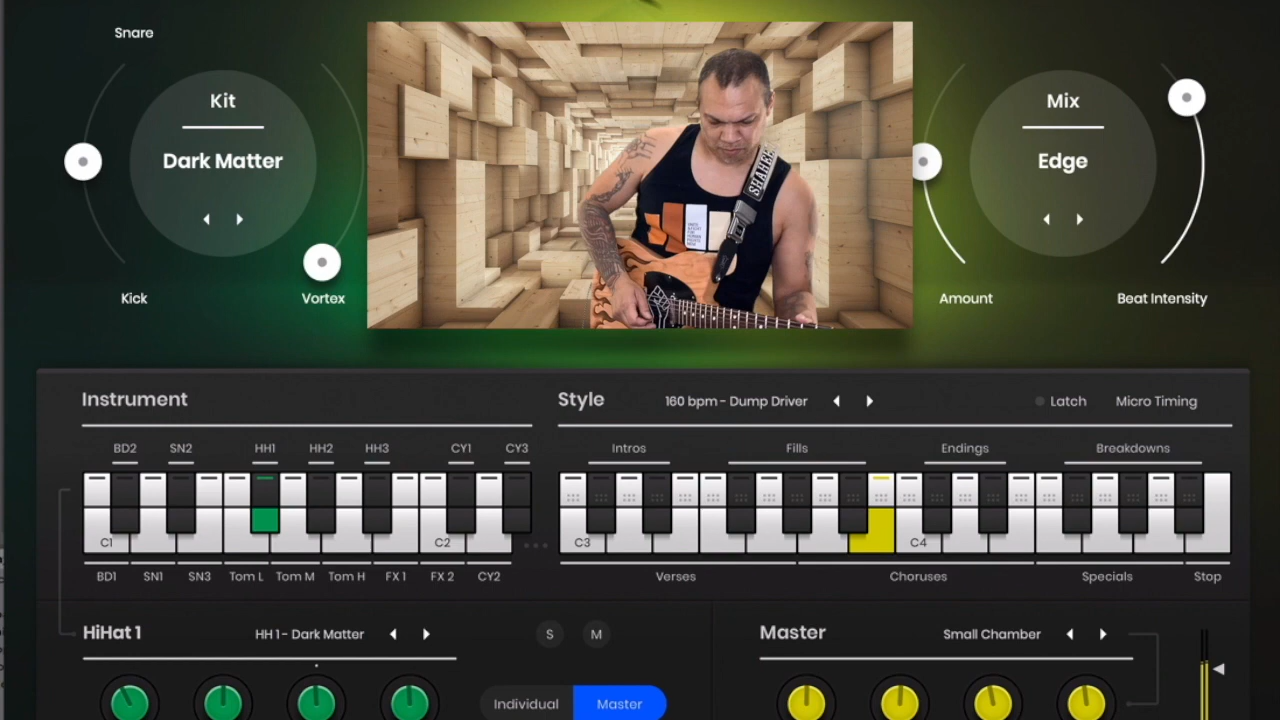 Snare
Kit
Dark Matter
Kick
Vortex
SHAHEE
Mix
Edge
Amount
Beat Intensity
Instrument
BD2 SN2 HH1 HH2 HH3 CY1 CY3
C1 C2
BD1 SN1 SN3 Tom L Tom M Tom H FX 1 FX 2 CY2
Style 160 bpm - Dump Driver Latch Micro Timing
Intros Fills Endings Breakdowns
C3 C4
Verses Choruses Specials Stop
HiHat 1 HH 1 - Dark Matter S M
Individual Master
Master Small Chamber